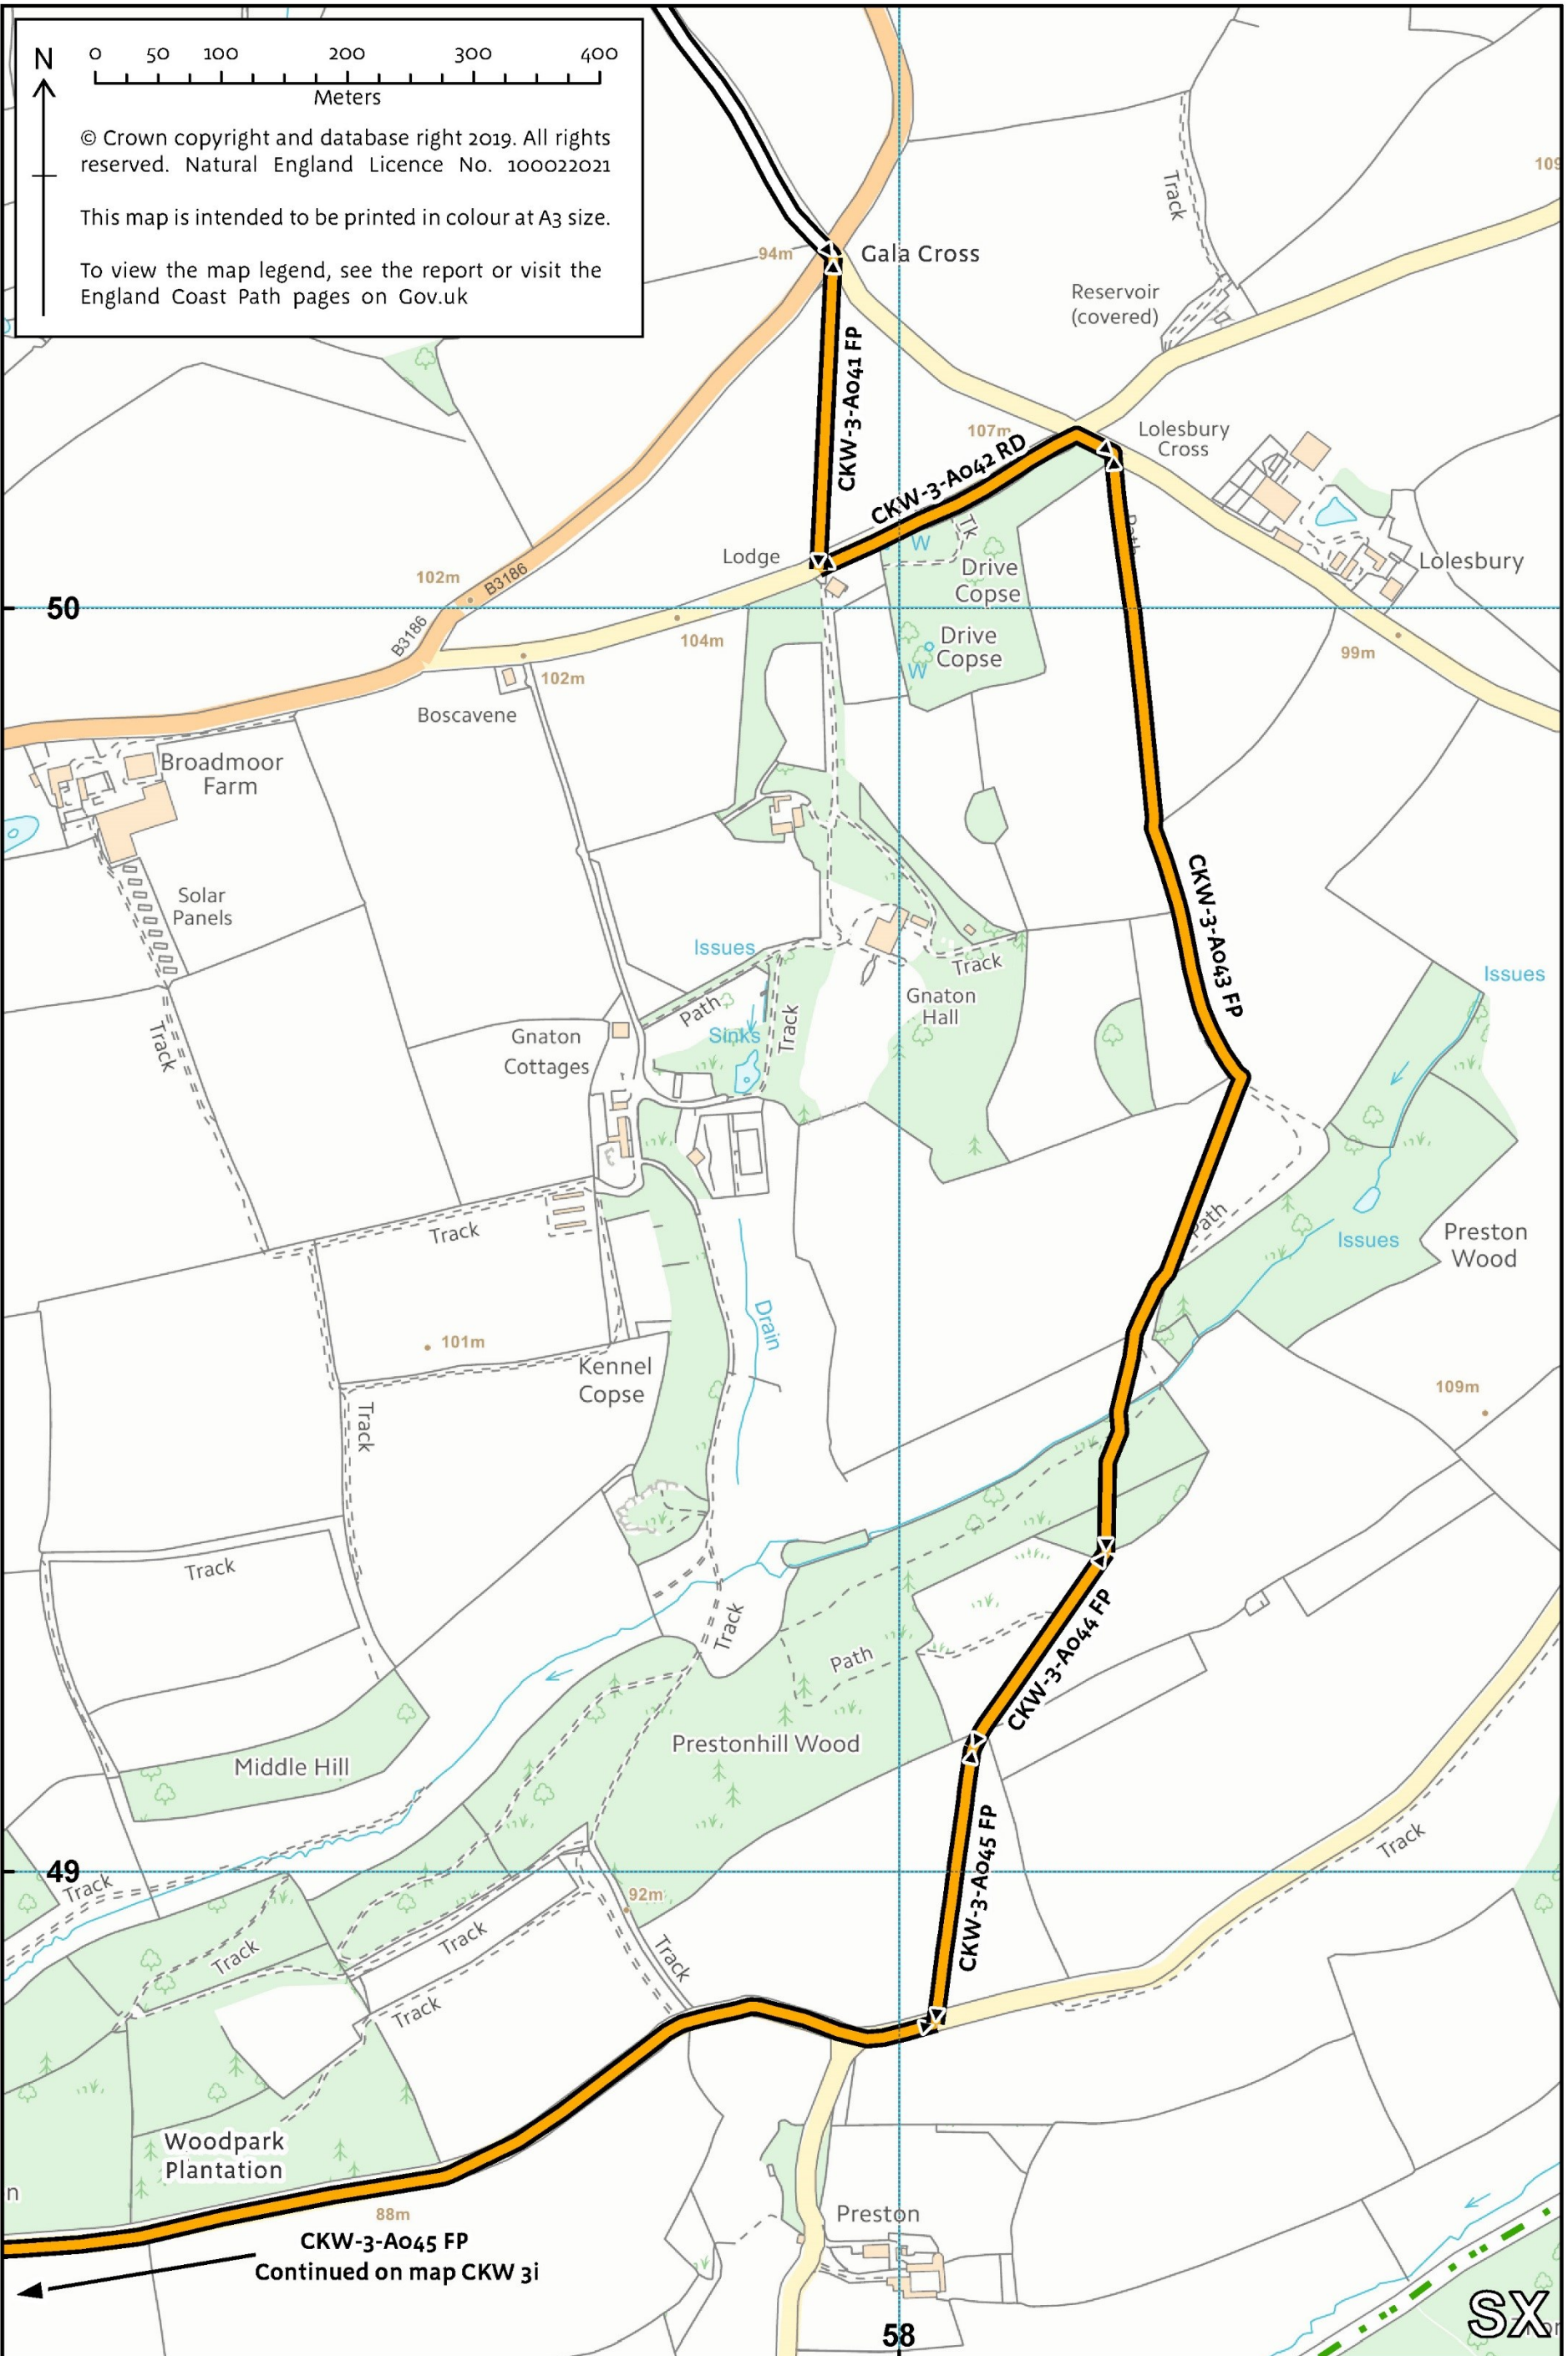 N
0 50 100 200 300 400
Meters
© Crown copyright and database right 2019. All rights
reserved. Natural England Licence No. 100022021
This map is intended to be printed in colour at A3 size.
To view the map legend, see the report or visit the
England Coast Path pages on Gov.uk
109
Track
94m
Gala Cross
Reservoir
(covered)
CKW-3-A041 FP
107m
Lolesbury
Cross
CKW-3-A042 RD
Tk
Path
W
Lodge
Drive
Copse
Lolesbury
102m
B3186
50
B3186
104m
Drive
Copse
W
99m
102m
Boscavene
Broadmoor
Farm
Solar
Panels
CKW-3-A043 FP
Issues
Track
Issues
Path
Gnaton
Hall
Sinks
Track
Track
Gnaton
Cottages
Track
Path
Issues
Preston
Wood
Drain
101m
Kennel
Copse
109m
Track
Track
Track
Path
CKW-3-A044 FP
Prestonhill Wood
Middle Hill
CKW-3-A045 FP
Track
49
Track
92m
Track
Track
Track
Track
Woodpark
Plantation
n
88m
Preston
CKW-3-A045 FP
Continued on map CKW 3i
SX
58